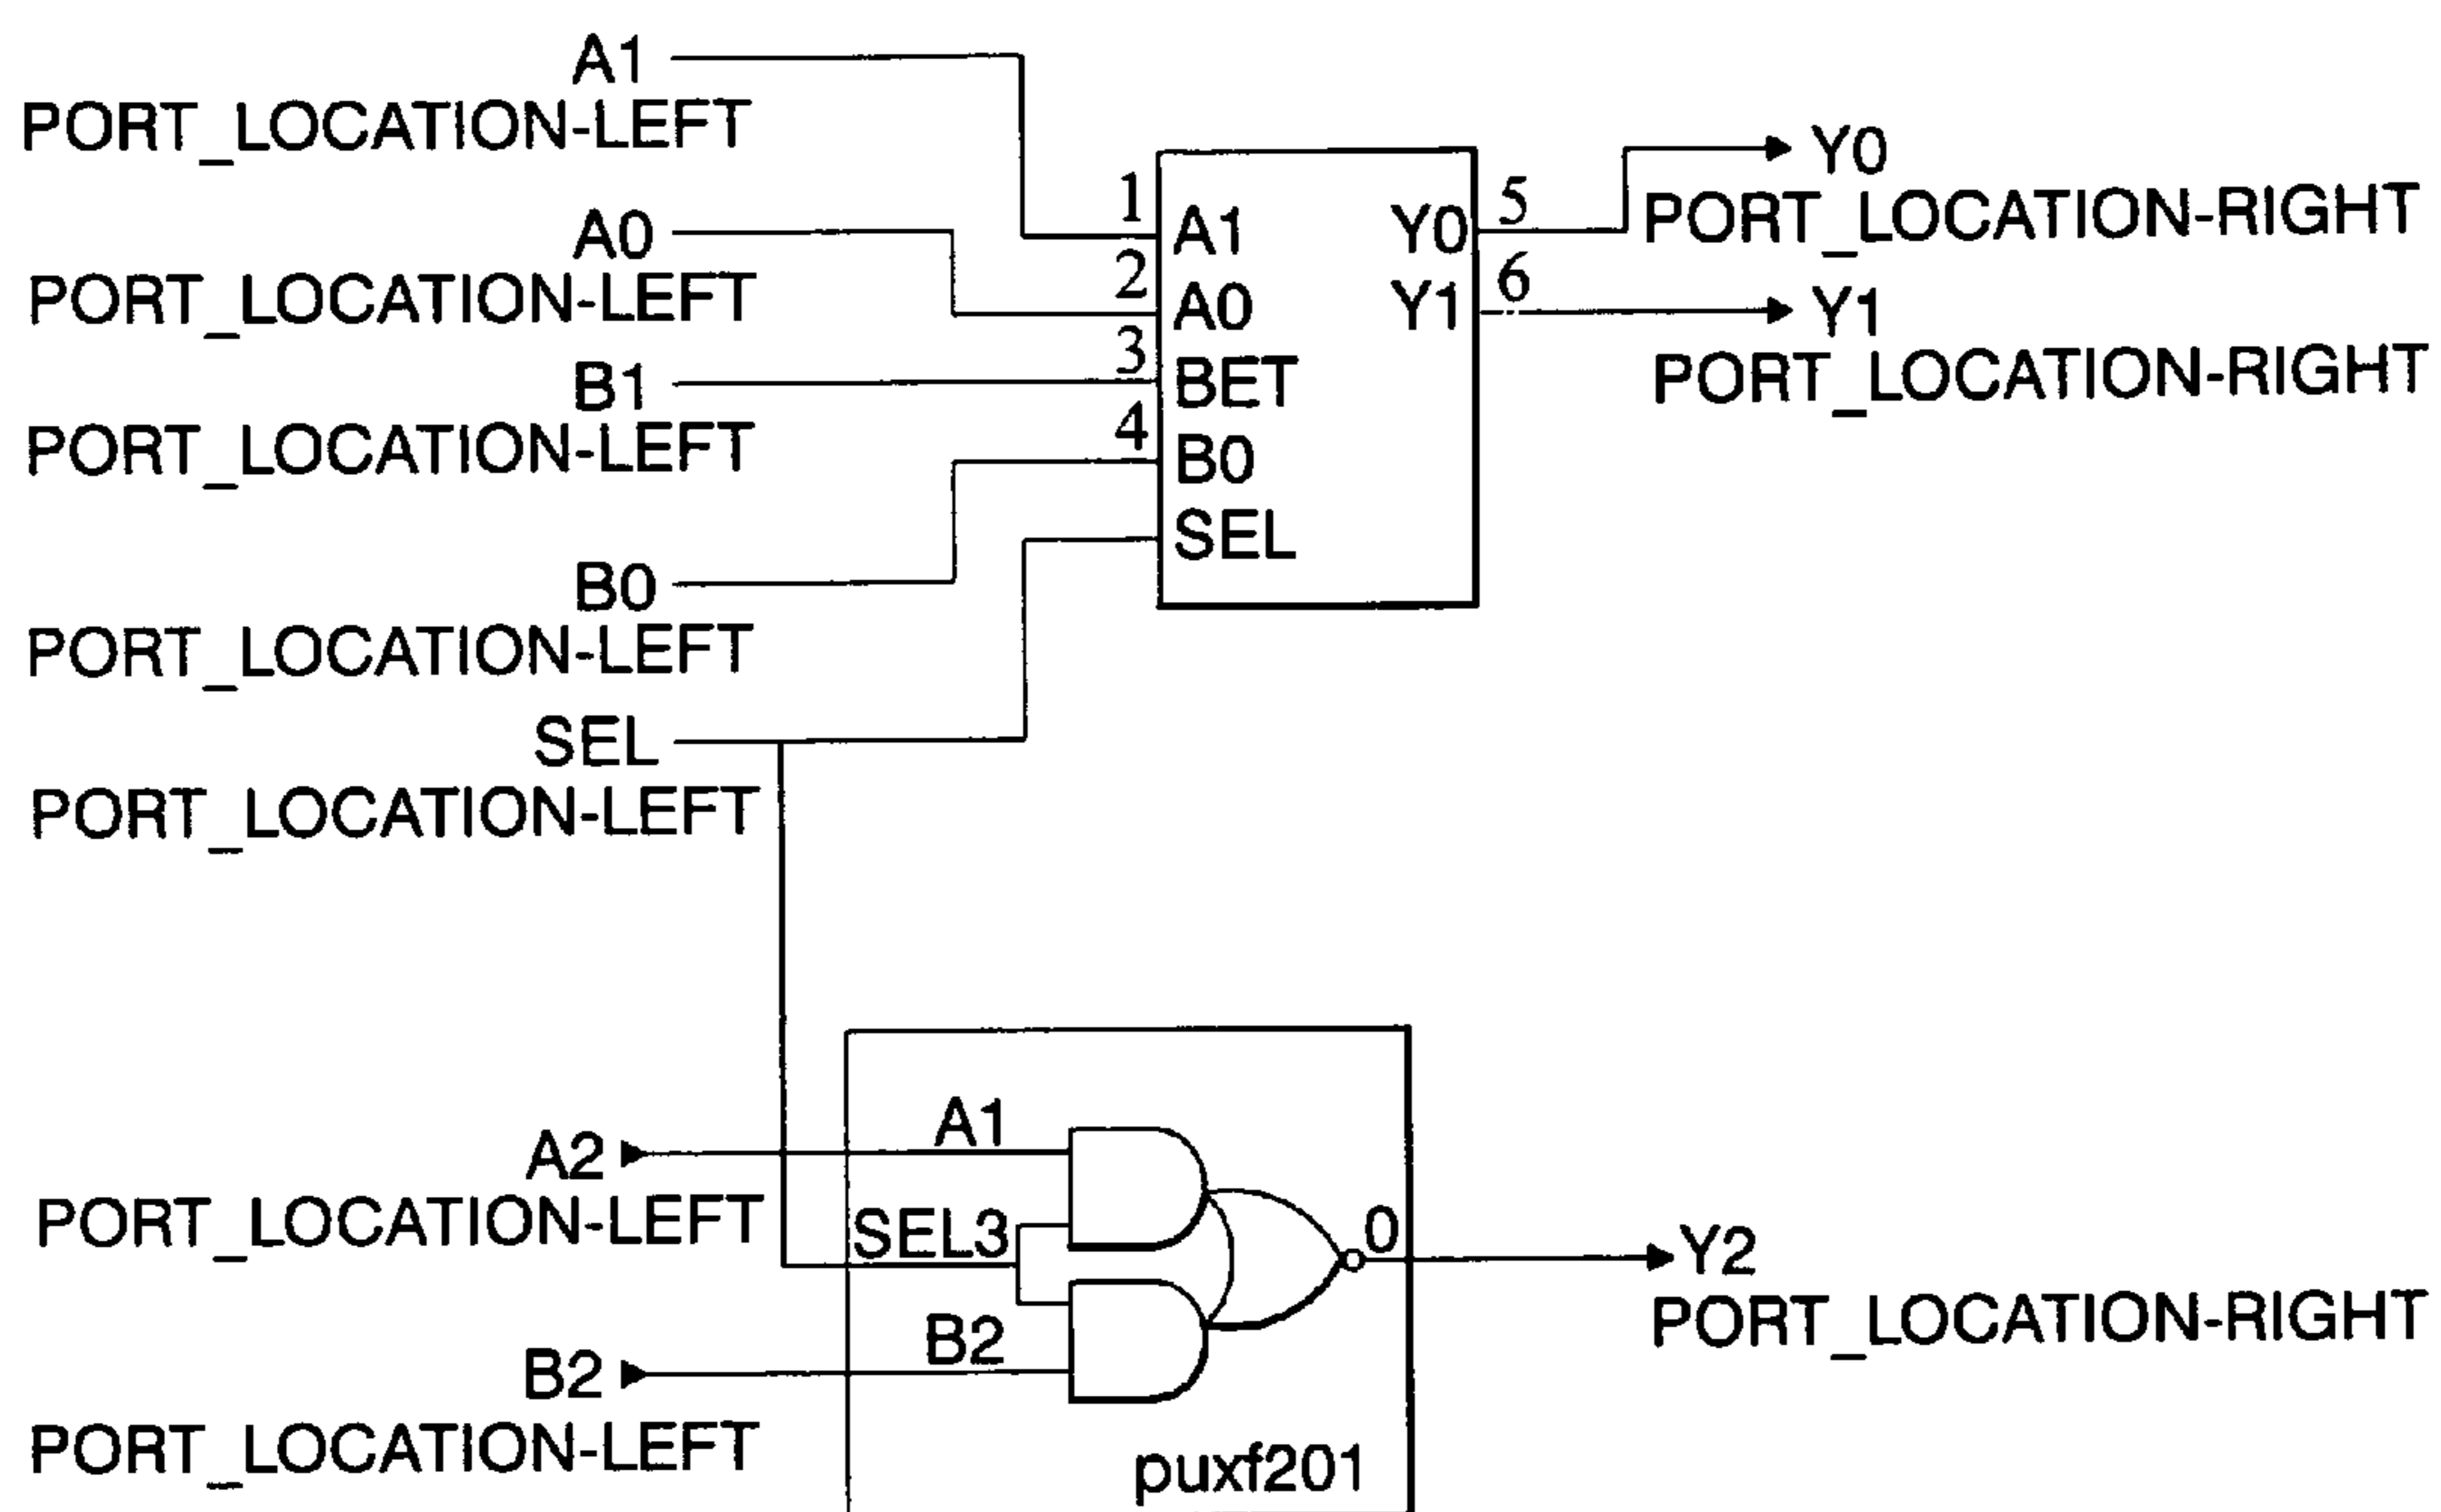 A1
PORT_LOCATION-LEFT
A0
PORT_LOCATION-LEFT
B1
PORT_LOCATION-LEFT
B0
PORT_LOCATION-LEFT
SEL
PORT_LOCATION-LEFT
1
A1
2
A0
3
BET
4
B0
SEL
Y0
5
Y1
6
Y0
PORT_LOCATION-RIGHT
Y1
PORT_LOCATION-RIGHT
A2
PORT_LOCATION-LEFT
B2
PORT_LOCATION-LEFT
A1
SEL3
B2
0
puxf201
Y2
PORT_LOCATION-RIGHT